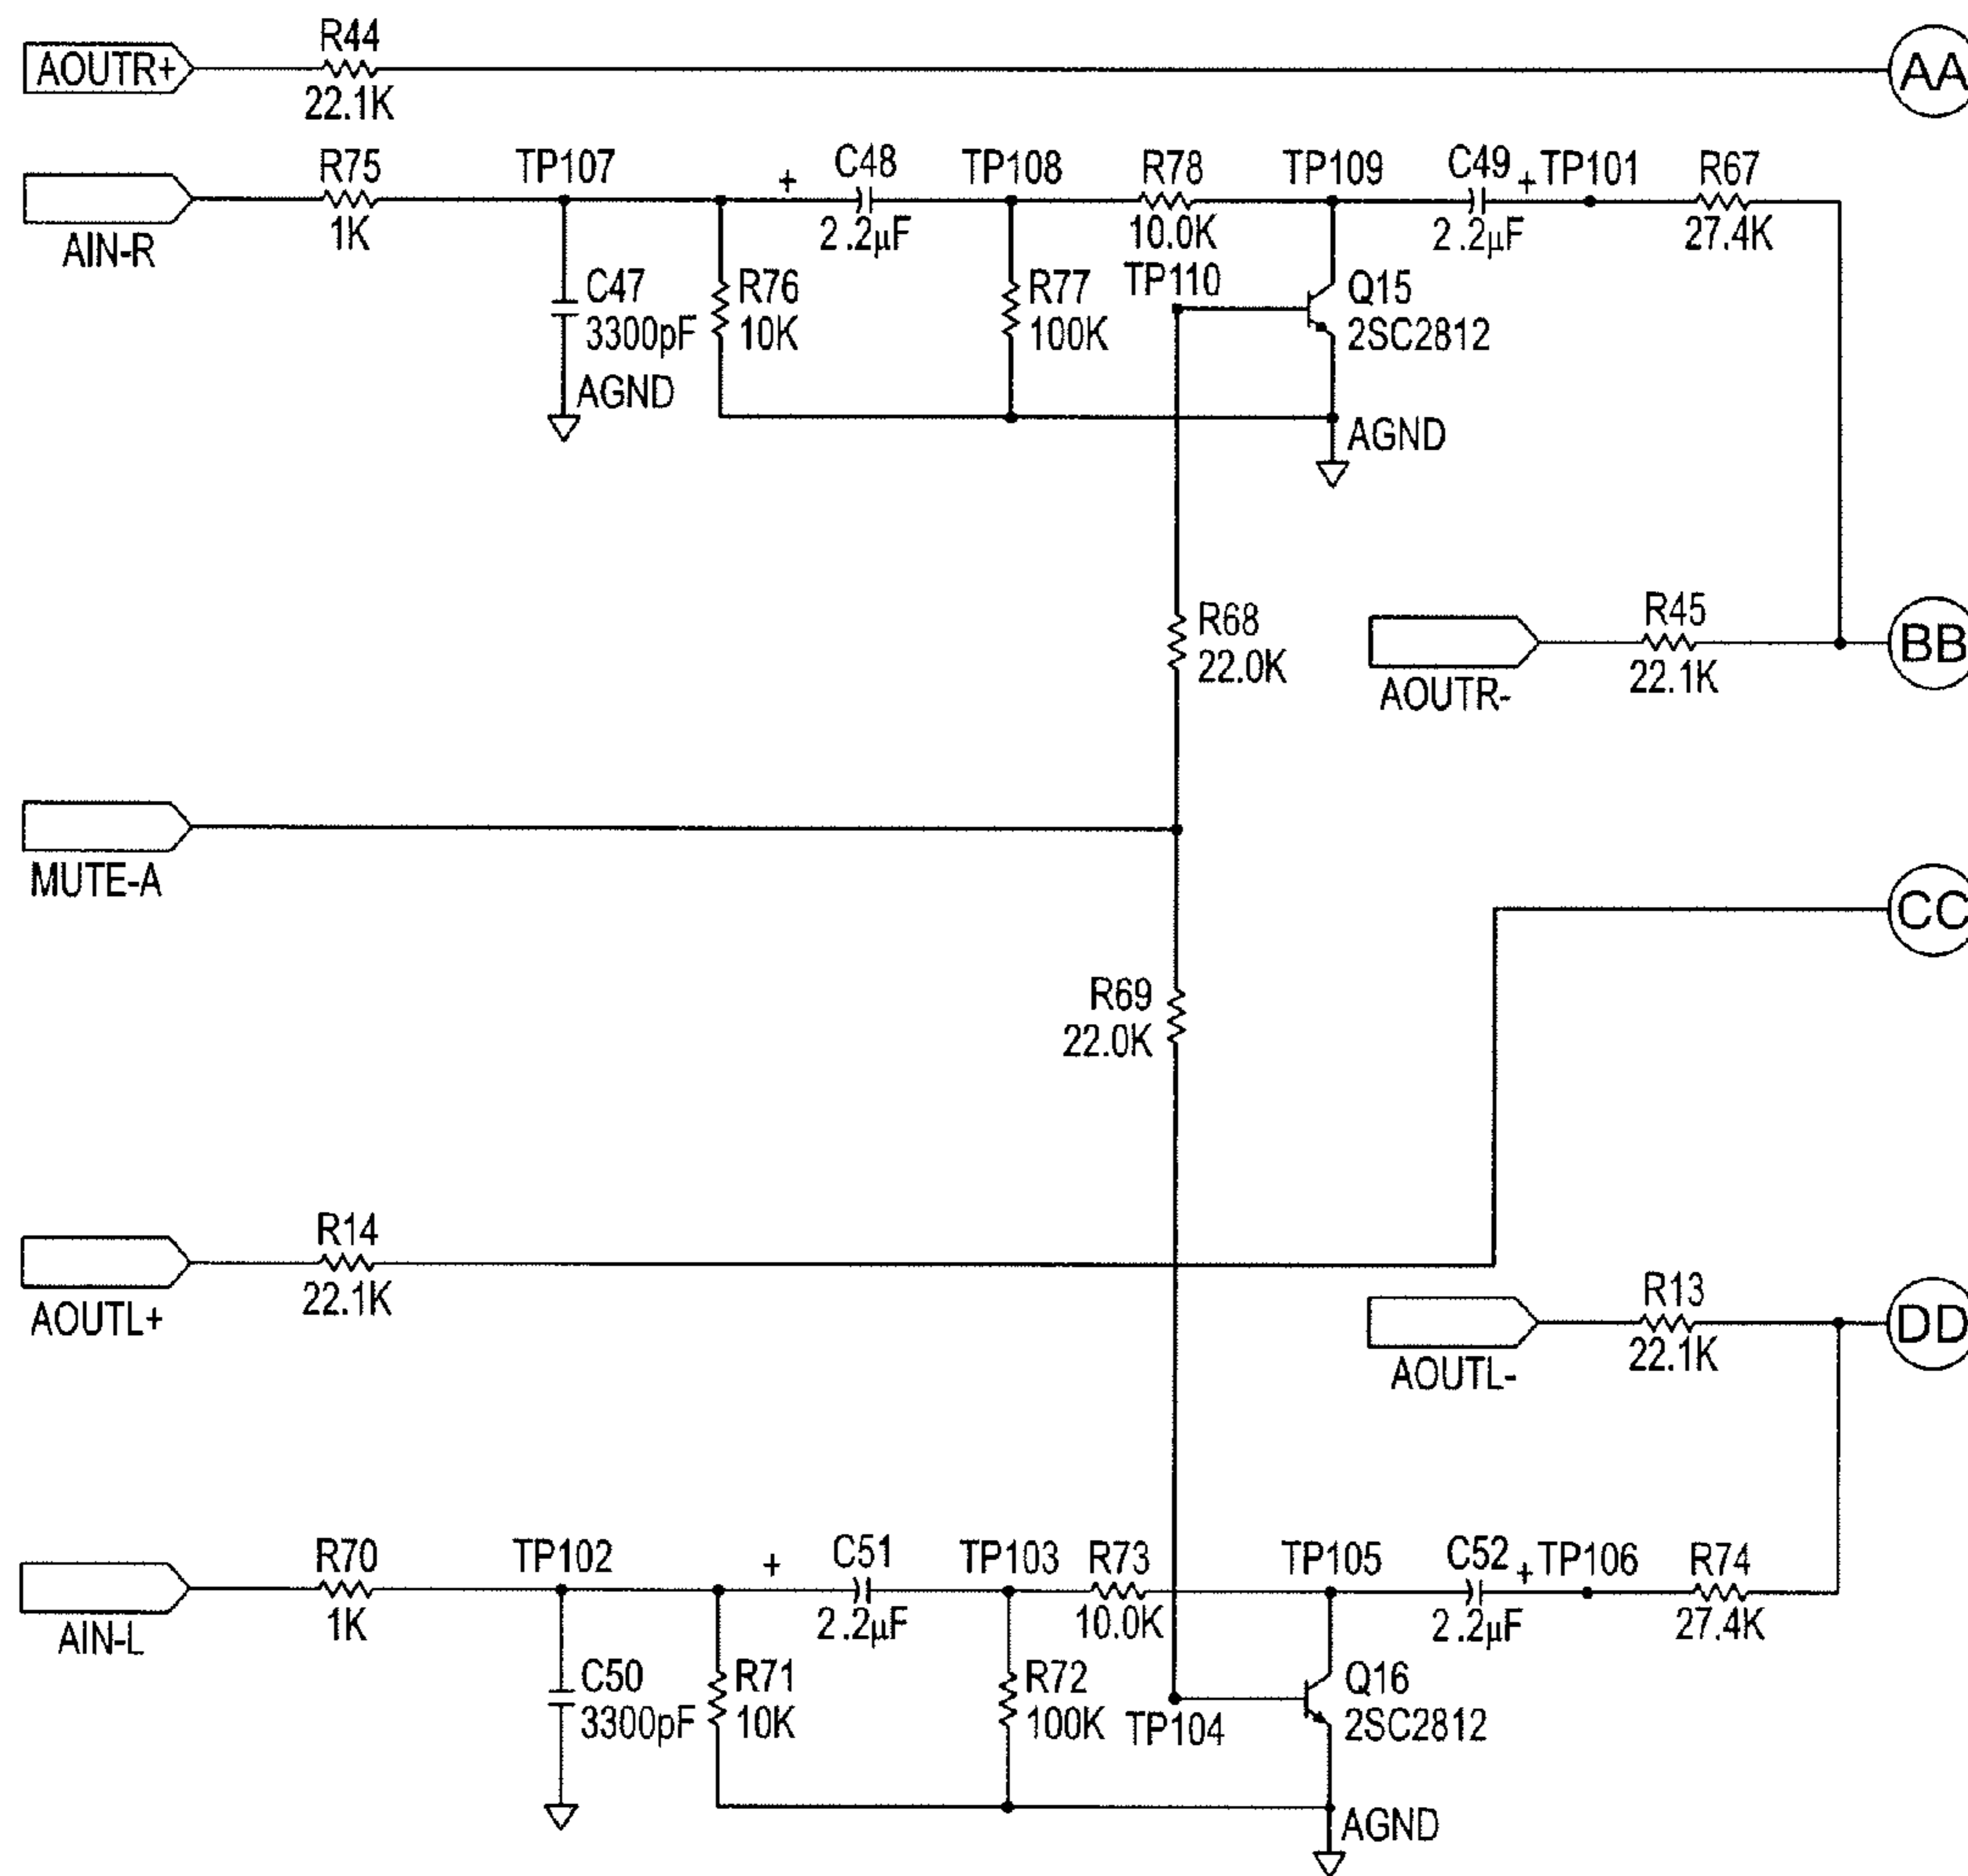 R44
AOUTR+
AA
22.1K
R75
TP107
+
C48
TP108
R78
TP109
C49
+
TP101
R67
1K
2.2µF
10.0K
2.2µF
27.4K
AIN-R
TP110
C47
3300pF
R76
10K
R77
100K
Q15
2SC2812
AGND
AGND
R68
22.0K
R45
BB
22.1K
AOUTR-
MUTE-A
CC
R69
22.0K
R14
22.1K
AOUTL+
R13
DD
22.1K
AOUTL-
R70
TP102
+
C51
TP103
R73
TP105
C52
+
TP106
R74
1K
2.2µF
10.0K
2.2µF
27.4K
AIN-L
C50
3300pF
R71
10K
R72
100K
TP104
Q16
2SC2812
AGND